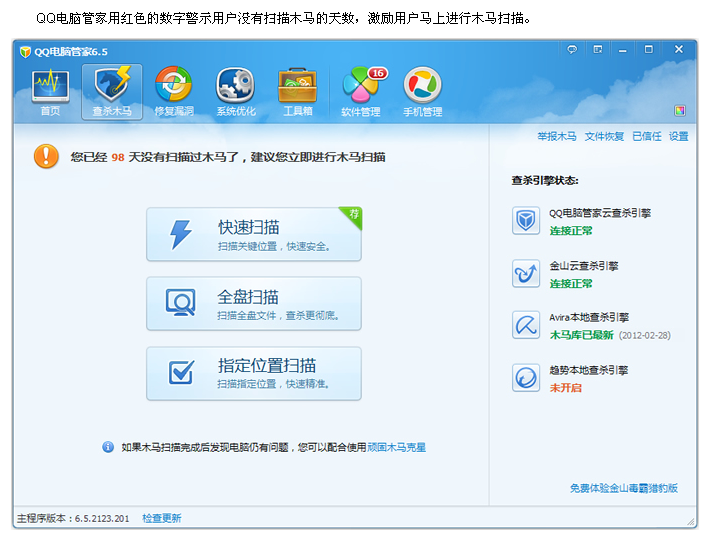 QQ电脑管家用红色的数字警示用户没有扫描木马的天数，激励用户马上进行木马扫描。
QQ电脑管家6.5
首页 查杀木马 修复漏洞 系统优化 工具箱 软件管理 手机管理
16
举报木马 文件恢复 已信任 设置
您已经 98 天没有扫描过木马了，建议您立即进行木马扫描
快速扫描
荐
扫描关键位置，快速安全。
全盘扫描
扫描全盘文件，查杀更彻底。
指定位置扫描
扫描指定位置，快速精准。
如果木马扫描完成后发现电脑仍有问题，您可以配合使用顽固木马克星
查杀引擎状态:
QQ电脑管家云查杀引擎
连接正常
金山云查杀引擎
连接正常
Avira本地查杀引擎
木马库已最新 (2012-02-28)
趋势本地查杀引擎
未开启
免费体验金山毒霸猎豹版
主程序版本：6.5.2123.201 检查更新